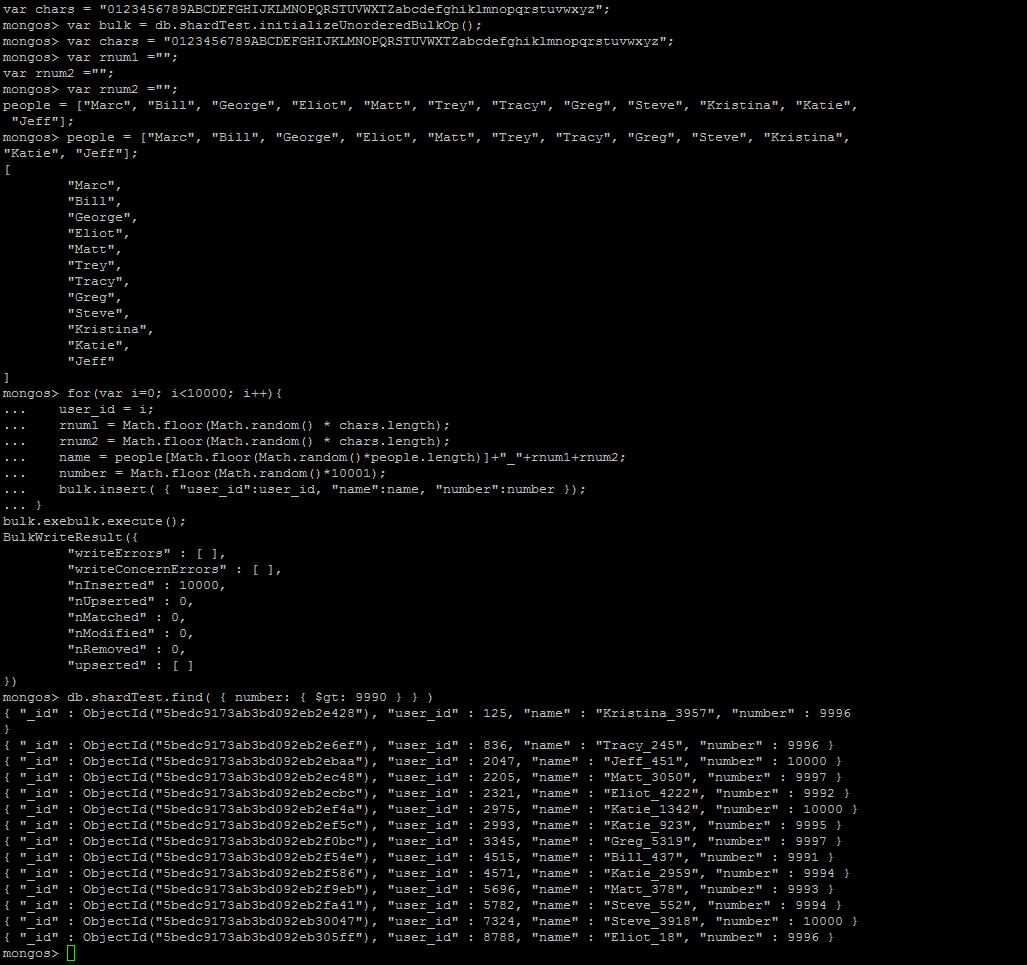 var chars = "0123456789ABCDEFGHIJKLMNOPQRSTUVWXTZabcdefghiklmnopqrstuvwxyz";
mongos> var bulk = db.shardTest.initializeUnorderedBulkOp();
mongos> var chars = "0123456789ABCDEFGHIJKLMNOPQRSTUVWXTZabcdefghiklmnopqrstuvwxyz";
mongos> var rnum1 ="";
var rnum2 ="";
mongos> var rnum2 ="";
people = ["Marc", "Bill", "George", "Eliot", "Matt", "Trey", "Tracy", "Greg", "Steve", "Kristina", "Katie",
 "Jeff"];
mongos> people = ["Marc", "Bill", "George", "Eliot", "Matt", "Trey", "Tracy", "Greg", "Steve", "Kristina",
"Katie", "Jeff"];
[
        "Marc",
        "Bill",
        "George",
        "Eliot",
        "Matt",
        "Trey",
        "Tracy",
        "Greg",
        "Steve",
        "Kristina",
        "Katie",
        "Jeff"
]
mongos> for(var i=0; i<10000; i++){
...    user_id = i;
...    rnum1 = Math.floor(Math.random() * chars.length);
...    rnum2 = Math.floor(Math.random() * chars.length);
...    name = people[Math.floor(Math.random()*people.length)]+"_"+rnum1+rnum2;
...    number = Math.floor(Math.random()*10001);
...    bulk.insert( { "user_id":user_id, "name":name, "number":number });
... }
bulk.exebulk.execute();
BulkWriteResult({
        "writeErrors" : [ ],
        "writeConcernErrors" : [ ],
        "nInserted" : 10000,
        "nUpserted" : 0,
        "nMatched" : 0,
        "nModified" : 0,
        "nRemoved" : 0,
        "upserted" : [ ]
})
mongos> db.shardTest.find( { number: { $gt: 9990 } } )
{ "_id" : ObjectId("5bedc9173ab3bd092eb2e428"), "user_id" : 125, "name" : "Kristina_3957", "number" : 9996
}
{ "_id" : ObjectId("5bedc9173ab3bd092eb2e6ef"), "user_id" : 836, "name" : "Tracy_245", "number" : 9996 }
{ "_id" : ObjectId("5bedc9173ab3bd092eb2ebaa"), "user_id" : 2047, "name" : "Jeff_451", "number" : 10000 }
{ "_id" : ObjectId("5bedc9173ab3bd092eb2ec48"), "user_id" : 2205, "name" : "Matt_3050", "number" : 9997 }
{ "_id" : ObjectId("5bedc9173ab3bd092eb2ecbc"), "user_id" : 2321, "name" : "Eliot_4222", "number" : 9992 }
{ "_id" : ObjectId("5bedc9173ab3bd092eb2ef4a"), "user_id" : 2975, "name" : "Katie_1342", "number" : 10000 }
{ "_id" : ObjectId("5bedc9173ab3bd092eb2ef5c"), "user_id" : 2993, "name" : "Katie_923", "number" : 9995 }
{ "_id" : ObjectId("5bedc9173ab3bd092eb2f0bc"), "user_id" : 3345, "name" : "Greg_5319", "number" : 9997 }
{ "_id" : ObjectId("5bedc9173ab3bd092eb2f54e"), "user_id" : 4515, "name" : "Bill_437", "number" : 9991 }
{ "_id" : ObjectId("5bedc9173ab3bd092eb2f586"), "user_id" : 4571, "name" : "Katie_2959", "number" : 9994 }
{ "_id" : ObjectId("5bedc9173ab3bd092eb2f9eb"), "user_id" : 5696, "name" : "Matt_378", "number" : 9993 }
{ "_id" : ObjectId("5bedc9173ab3bd092eb2fa41"), "user_id" : 5782, "name" : "Steve_552", "number" : 9994 }
{ "_id" : ObjectId("5bedc9173ab3bd092eb30047"), "user_id" : 7324, "name" : "Steve_3918", "number" : 10000 }
{ "_id" : ObjectId("5bedc9173ab3bd092eb305ff"), "user_id" : 8788, "name" : "Eliot_18", "number" : 9996 }
mongos>